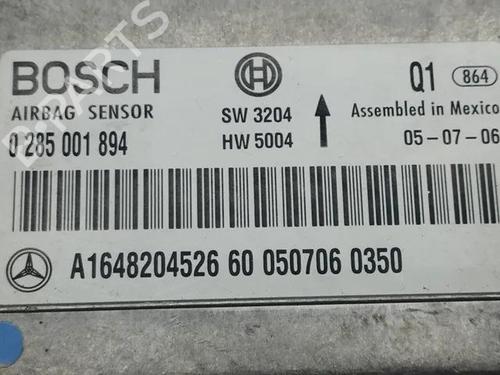 BOSCH
Q1 864
AIRBAG SENSOR
SW 3204
Assembled in Mexico
0 285 001 894
HW 5004
05-07-06
A1648204526 60 050706 0350
B-PARTS